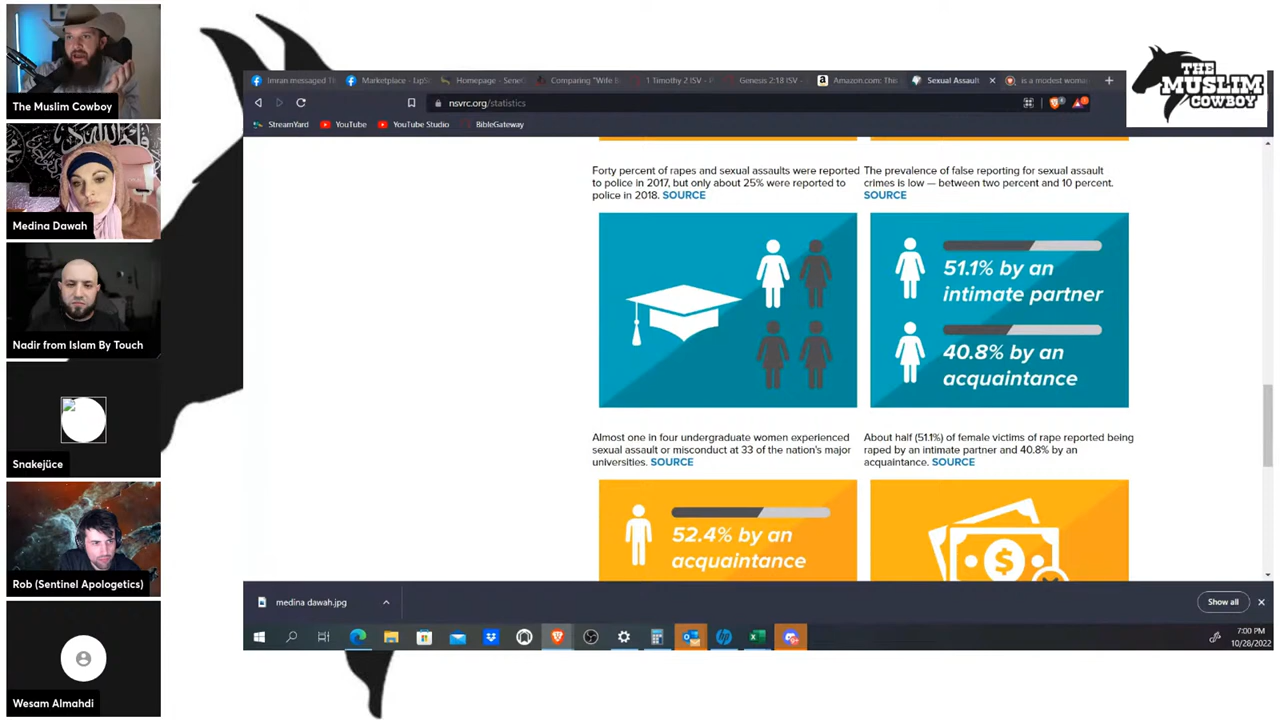 The Muslim Cowboy
Medina Dawah
Nadir from Islam By Touch
Snakejüce
Rob (Sentinel Apologetics)
Wesam Almahdi
Imran messaged
Marketplace -
Homepage -
Comparing "Wife
1 Timothy 2 ISV -
Genesis 2:18 ISV -
Amazon.com: This
Sexual Assault
is a modest
nsvrc.org/statistics
StreamYard
YouTube
YouTube Studio
BibleGateway
THE
MUSLIM
COWBOY
Forty percent of rapes and sexual assaults were reported
to police in 2017, but only about 25% were reported to
police in 2018. SOURCE
The prevalence of false reporting for sexual assault
crimes is low — between two percent and 10 percent.
SOURCE
51.1% by an
intimate partner
40.8% by an
acquaintance
Almost one in four undergraduate women experienced
sexual assault or misconduct at 33 of the nation's major
universities. SOURCE
About half (51.1%) of female victims of rape reported being
raped by an intimate partner and 40.8% by an
acquaintance. SOURCE
52.4% by an
acquaintance
$
medina dawah.jpg
Show all
7:00 PM
10/28/2022